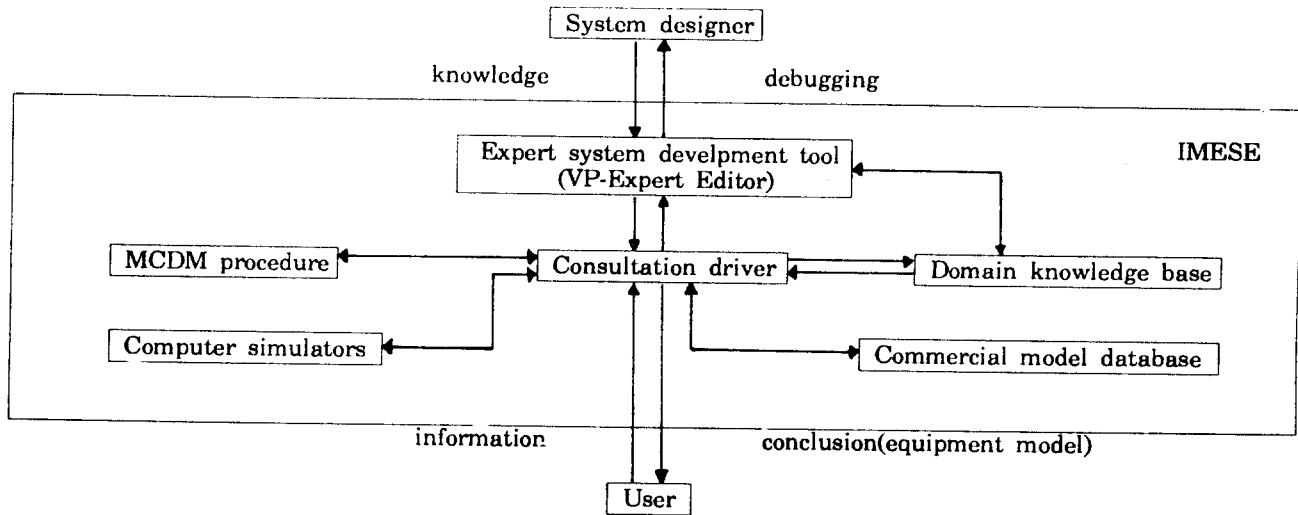 System designer
knowledge
debugging
IMESE
Expert system develpment tool
(VP-Expert Editor)
MCDM procedure
Consultation driver
Domain knowledge base
Computer simulators
Commercial model database
information
conclusion(equipment model)
User